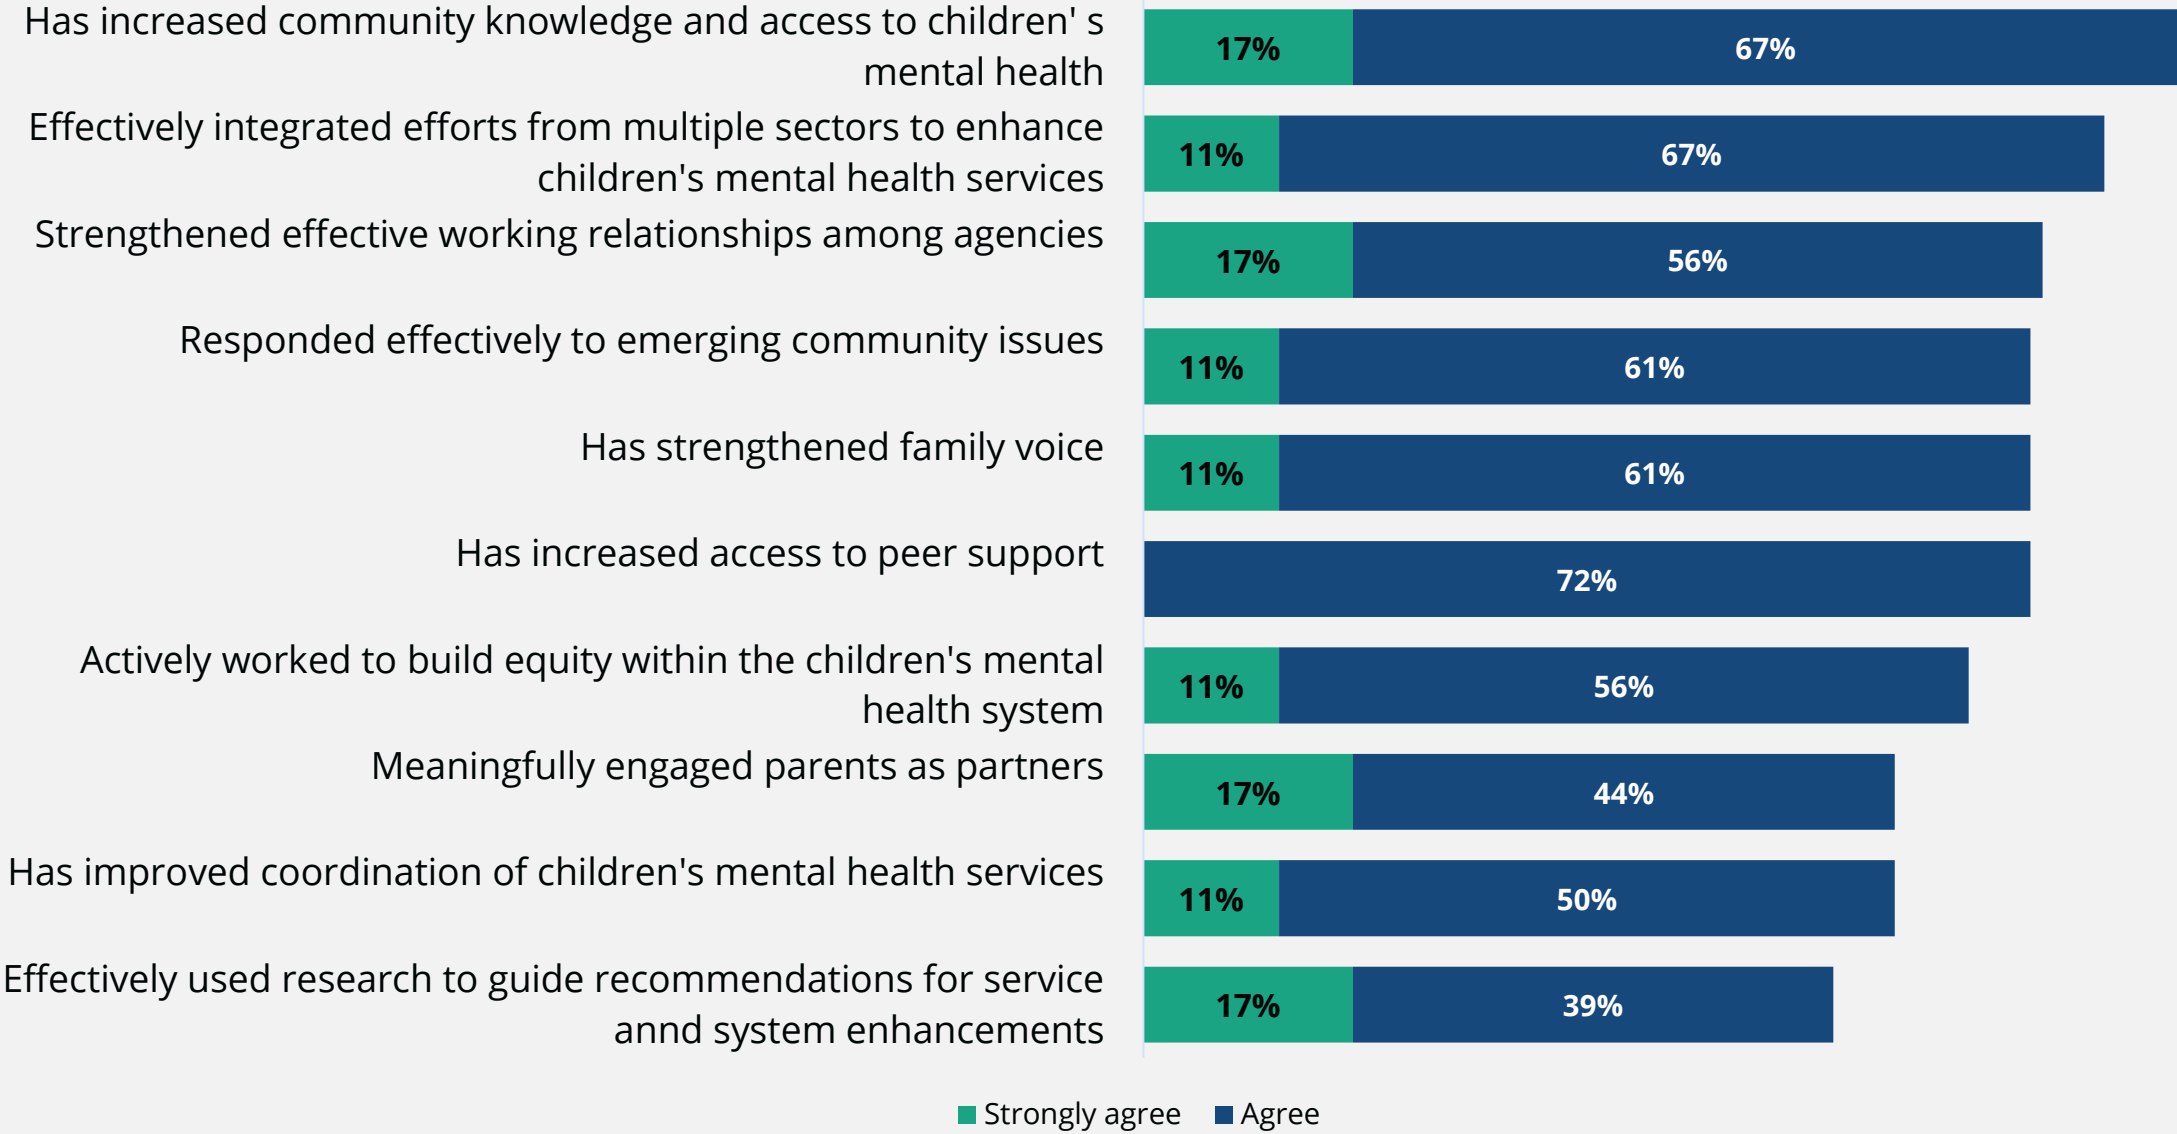 Has increased community knowledge and access to children' s
mental health
17%
67%
Effectively integrated efforts from multiple sectors to enhance
children's mental health services
11%
67%
Strengthened effective working relationships among agencies
17%
56%
Responded effectively to emerging community issues
11%
61%
Has strengthened family voice
11%
61%
Has increased access to peer support
72%
Actively worked to build equity within the children's mental
health system
11%
56%
Meaningfully engaged parents as partners
17%
44%
Has improved coordination of children's mental health services
11%
50%
Effectively used research to guide recommendations for service
annd system enhancements
17%
39%
Strongly agree
Agree